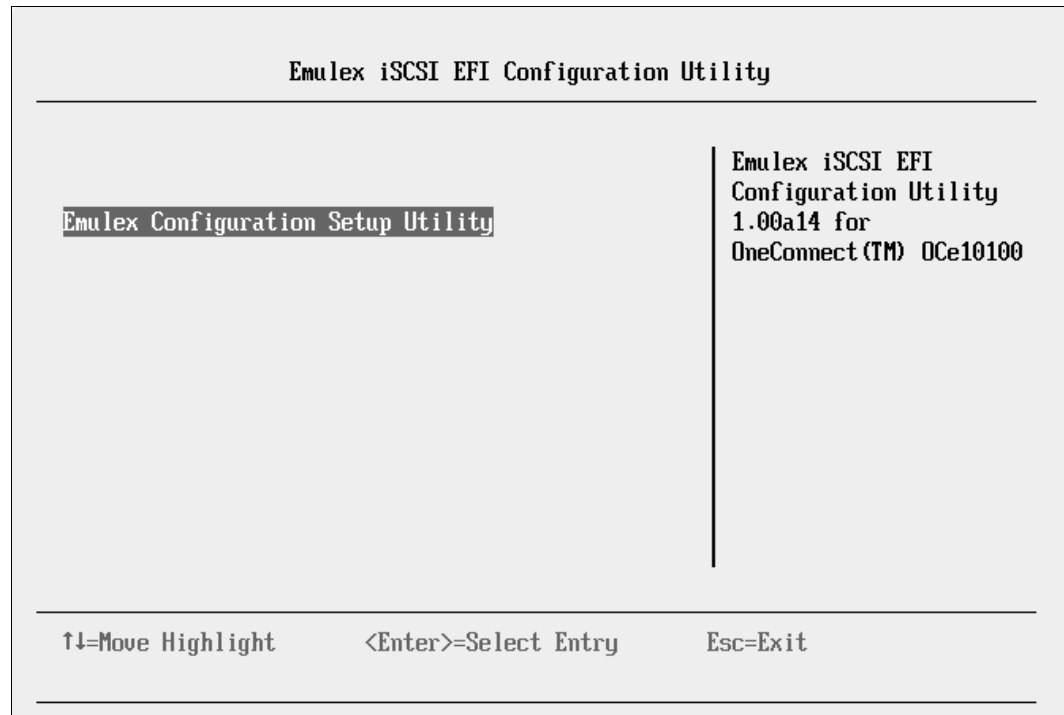 Emulex iSCSI EFI Configuration Utility
Emulex Configuration Setup Utility
Emulex iSCSI EFI
Configuration Utility
1.00a14 for
OneConnect(TM) OCe10100
↑↓=Move Highlight <Enter>=Select Entry Esc=Exit